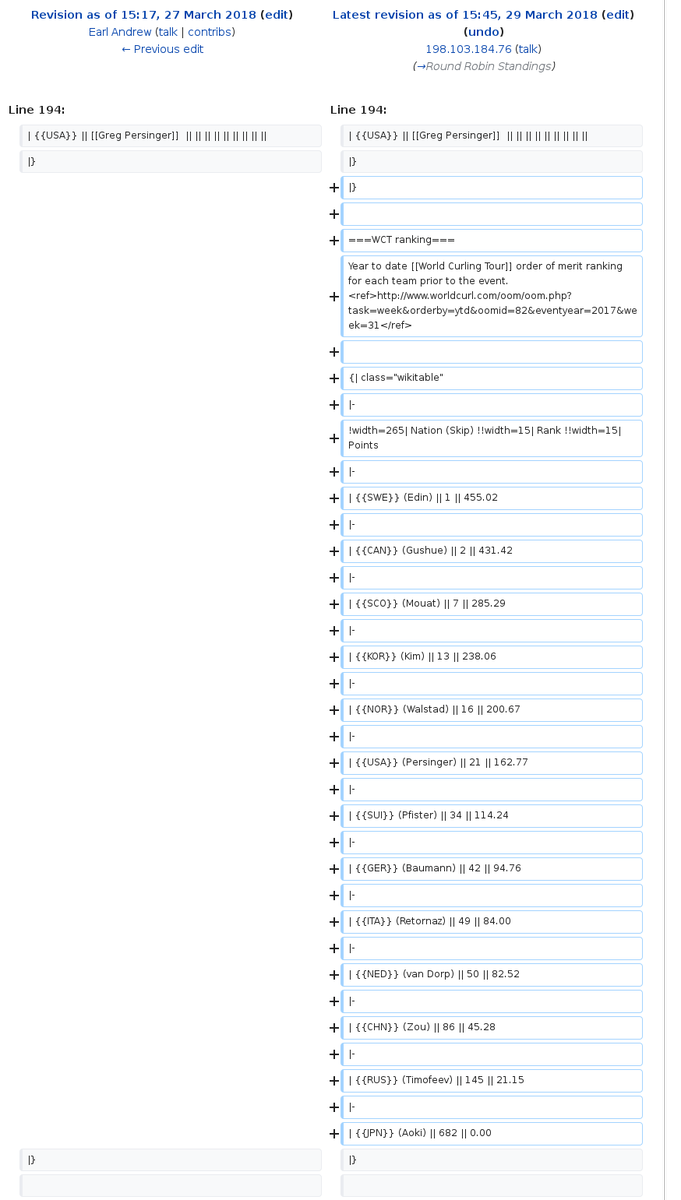 Revision as of 15:17, 27 March 2018 (edit)
Earl Andrew (talk | contribs)
← Previous edit
Latest revision as of 15:45, 29 March 2018 (edit)
(undo)
198.103.184.76 (talk)
(→Round Robin Standings)
Line 194:
Line 194:
| {{USA}} || [[Greg Persinger]] || || || || || || || || ||
| {{USA}} || [[Greg Persinger]] || || || || || || || || ||
|}
|}
+ |}
+
+ ===WCT ranking===
+ Year to date [[World Curling Tour]] order of merit ranking
for each team prior to the event.
<ref>http://www.worldcurl.com/oom/oom.php?
task=week&orderby=ytd&oomid=82&eventyear=2017&we
ek=31</ref>
+
+ {| class="wikitable"
+ |-
+ !width=265| Nation (Skip) !!width=15| Rank !!width=15|
Points
+ |-
+ | {{SWE}} (Edin) || 1 || 455.02
+ |-
+ | {{CAN}} (Gushue) || 2 || 431.42
+ |-
+ | {{SCO}} (Mouat) || 7 || 285.29
+ |-
+ | {{KOR}} (Kim) || 13 || 238.06
+ |-
+ | {{NOR}} (Walstad) || 16 || 200.67
+ |-
+ | {{USA}} (Persinger) || 21 || 162.77
+ |-
+ | {{SUI}} (Pfister) || 34 || 114.24
+ |-
+ | {{GER}} (Baumann) || 42 || 94.76
+ |-
+ | {{ITA}} (Retornaz) || 49 || 84.00
+ |-
+ | {{NED}} (van Dorp) || 50 || 82.52
+ |-
+ | {{CHN}} (Zou) || 86 || 45.28
+ |-
+ | {{RUS}} (Timofeev) || 145 || 21.15
+ |-
+ | {{JPN}} (Aoki) || 682 || 0.00
|}
|}